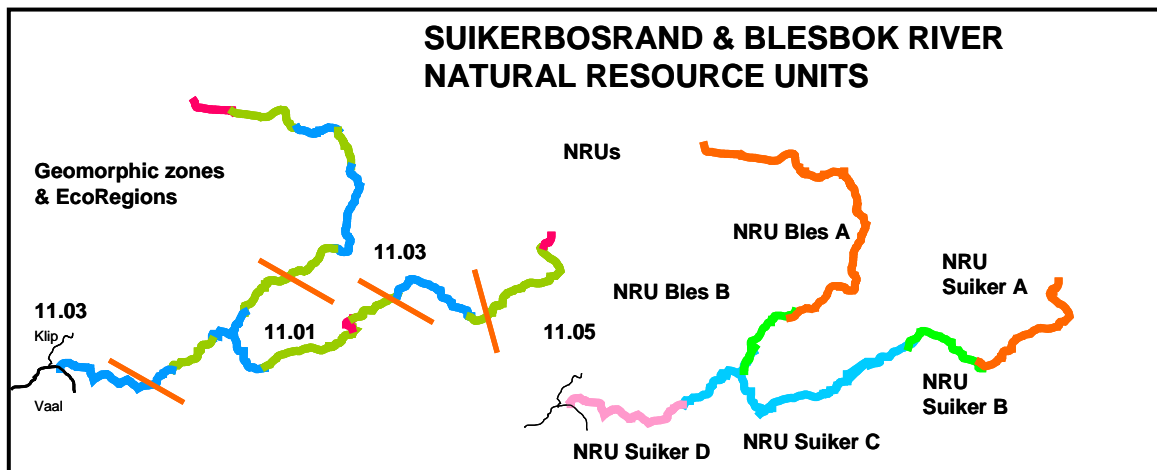 SUIKERBOSRAND & BLESBOK RIVER
NATURAL RESOURCE UNITS
Geomorphic zones
& EcoRegions
NRUs
NRU Bles A
11.03
NRU
Suiker A
NRU Bles B
11.03
Klip
11.01
11.05
Vaal
NRU
Suiker B
NRU Suiker D
NRU Suiker C